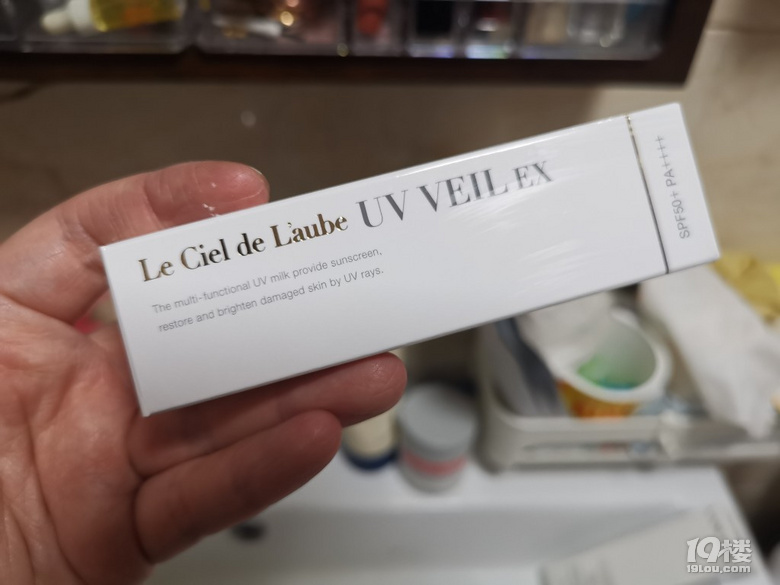 Le Ciel de L'aube UV VEIL EX
The multi-functional UV milk provide sunscreen,
restore and brighten damaged skin by UV rays.
SPF50+ PA++++
19楼
19lou.com